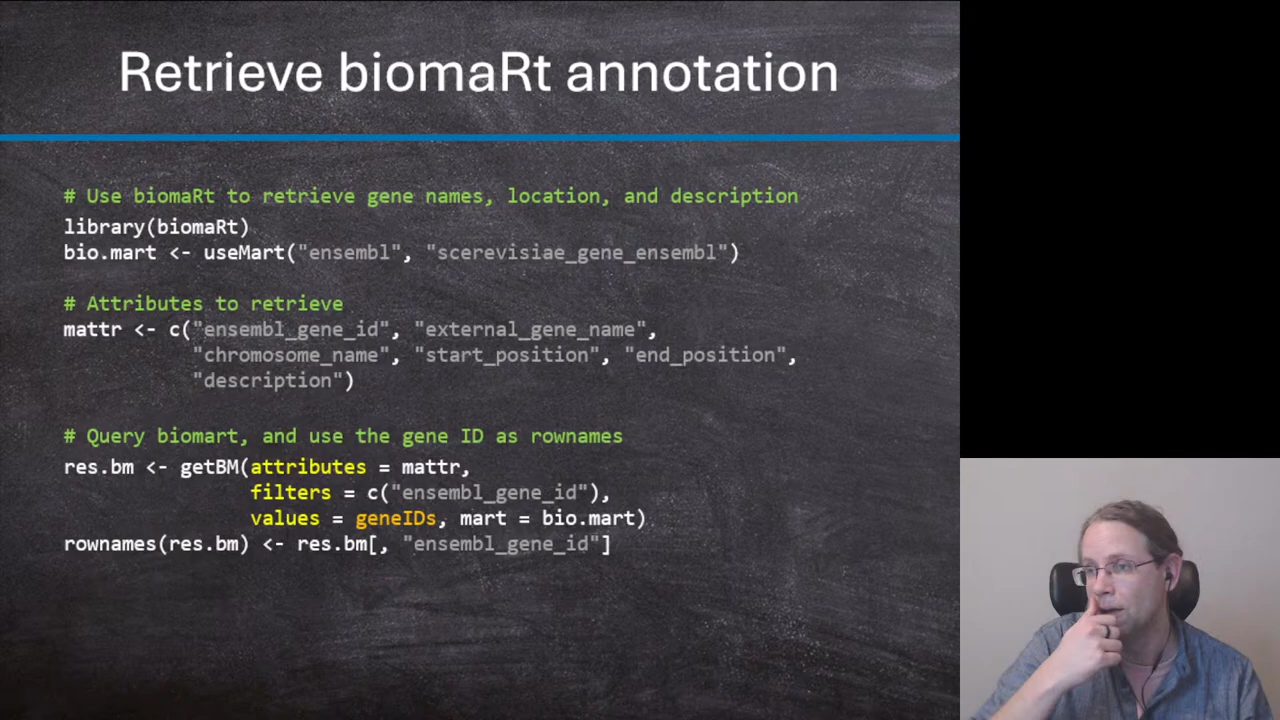 Retrieve biomaRt annotation
# Use biomaRt to retrieve gene names, location, and description
library(biomaRt)
bio.mart <- useMart("ensembl", "scerevisiae_gene_ensembl")
# Attributes to retrieve
mattr <- c("ensembl_gene_id", "external_gene_name",
"chromosome_name", "start_position", "end_position",
"description")
# Query biomart, and use the gene ID as rownames
res.bm <- getBM(attributes = mattr,
filters = c("ensembl_gene_id"),
values = geneIDs, mart = bio.mart)
rownames(res.bm) <- res.bm[, "ensembl_gene_id"]